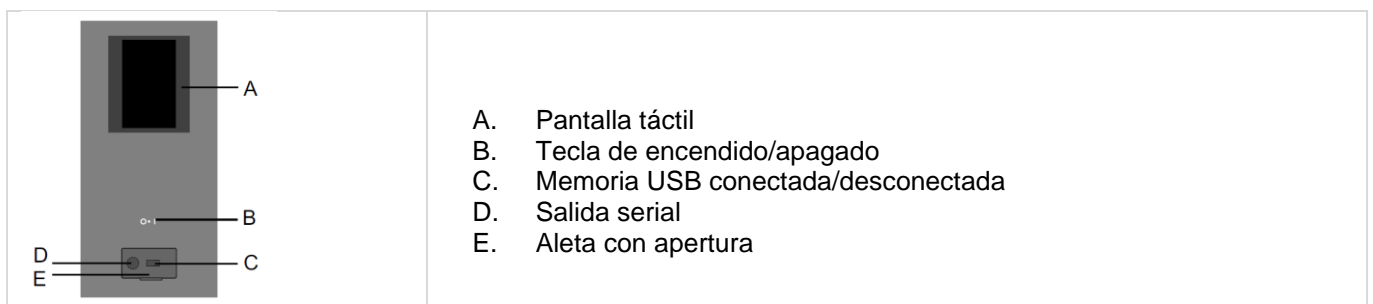 A
B
D
C
E
A. Pantalla táctil
B. Tecla de encendido/apagado
C. Memoria USB conectada/desconectada
D. Salida serial
E. Aleta con apertura